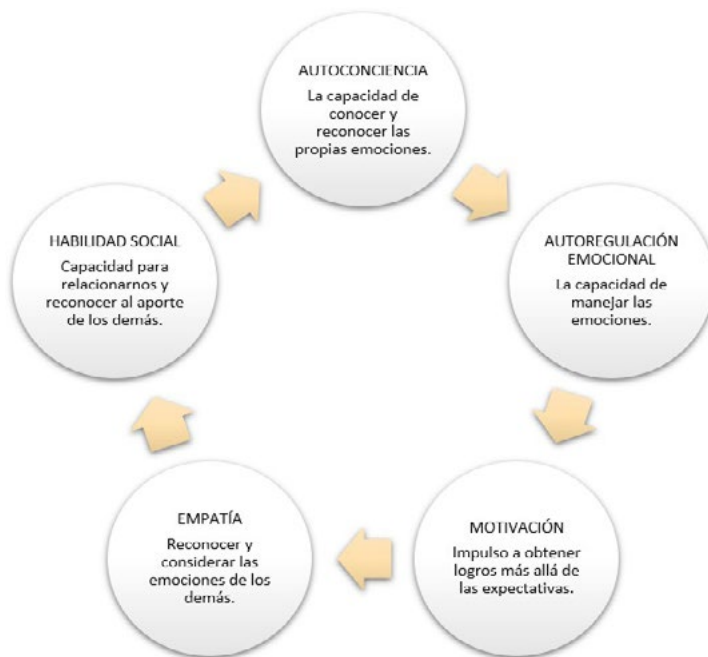 AUTOCONCIENCIA
La capacidad de
conocer y
reconocer las
propias emociones.
AUTOREGULACIÓN
EMOCIONAL
La capacidad de
manejar las
emociones.
MOTIVACIÓN
Impulso a obtener
logros más allá de
las expectativas.
EMPATÍA
Reconocer y
considerar las
emociones de los
demás.
HABILIDAD SOCIAL
Capacidad para
relacionarnos y
reconocer al aporte
de los demás.